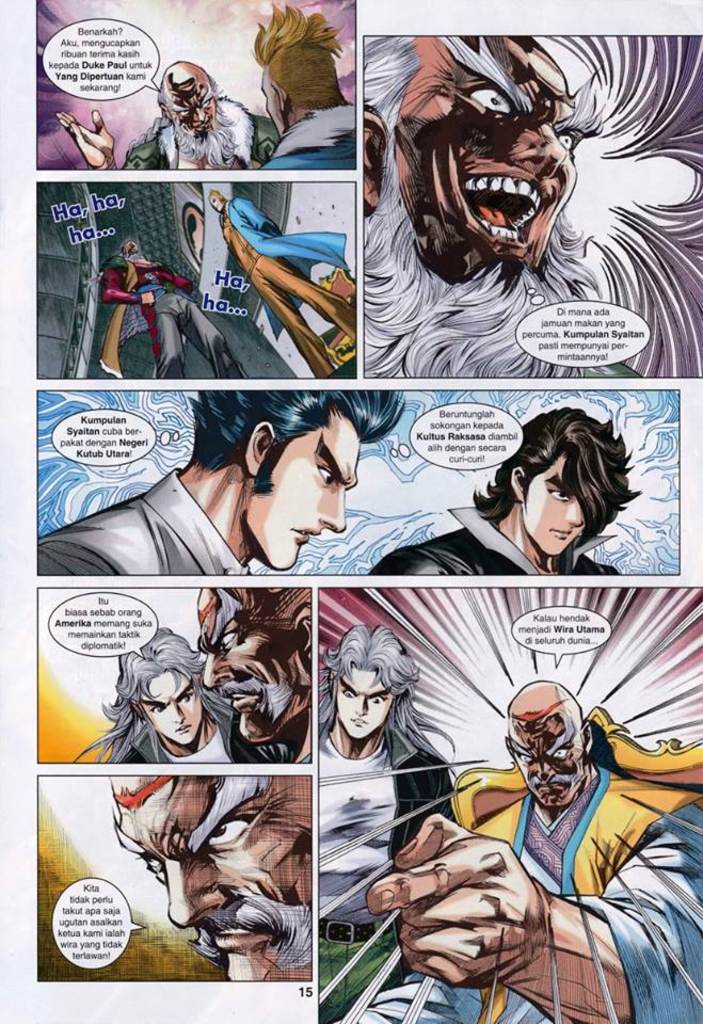 Benarkah?
Aku, mengucapkan
ribuan terima kasih
kepada Duke Paul untuk
Yang Dipertuan kami
sekarang!
Di mana ada
jamuan makan yang
percuma. Kumpulan Syaitan
pasti mempunyai per-
mintaannya!
Ha, ha,
ha...
Ha,
ha...
Kumpulan
Syaitan cuba ber-
pakat dengan Negeri
Kutub Utara!
Beruntunglah
sokongan kepada
Kultus Raksasa diambil
alih dengan secara
curi-curi!
Itu
biasa sebab orang
Amerika memang suka
memainkan taktik
diplomatik!
Kalau hendak
menjadi Wira Utama
di seluruh dunia...
Kita
tidak perlu
takut apa saja
ugutan asalkan
ketua kami ialah
wira yang tidak
terlawan!
15